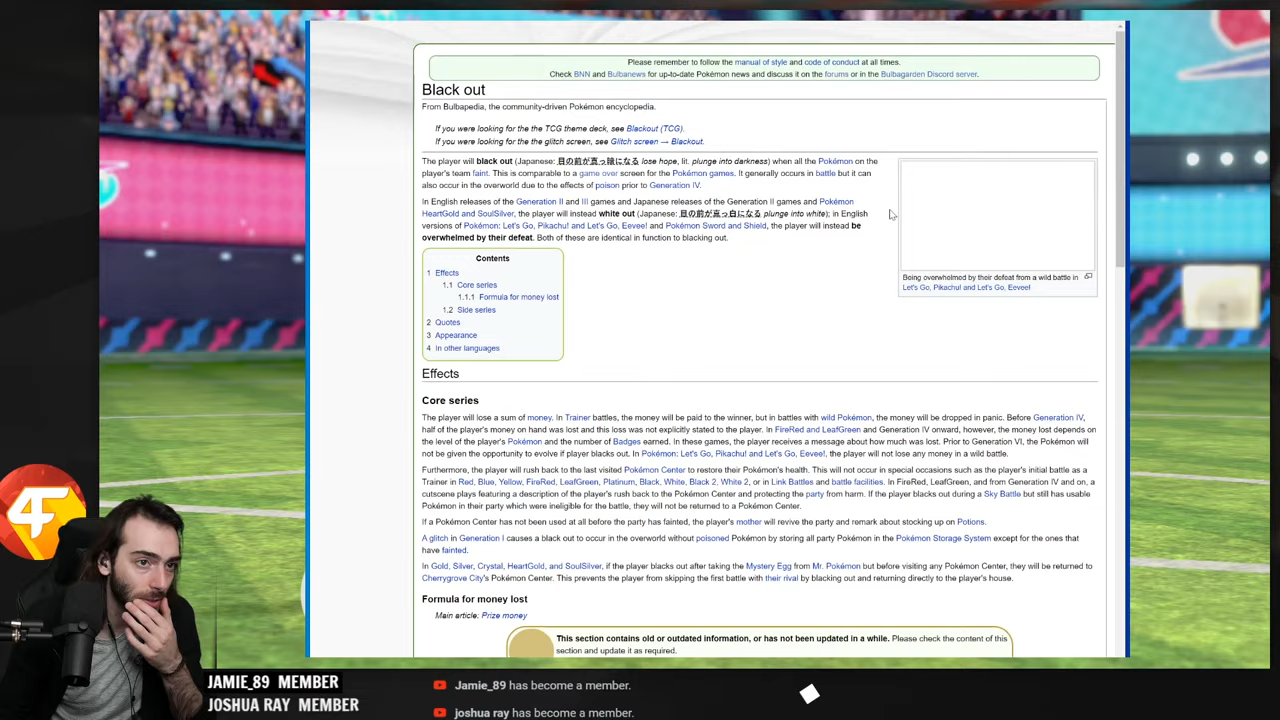 Please remember to follow the manual of style and code of conduct at all times.
Check BNN and Bulbanews for up-to-date Pokémon news and discuss it on the forums or in the Bulbagarden Discord server.
Black out
From Bulbapedia, the community-driven Pokémon encyclopedia.
If you were looking for the the TCG theme deck, see Blackout (TCG).
If you were looking for the the glitch screen, see Glitch screen → Blackout.
The player will black out (Japanese: 目の前が真っ暗になる lose hope, lit. plunge into darkness) when all the Pokémon on the
player's team faint. This is comparable to a game over screen for the Pokémon games. It generally occurs in battle but it can
also occur in the overworld due to the effects of poison prior to Generation IV.
In English releases of the Generation II and III games and Japanese releases of the Generation II games and Pokémon
HeartGold and SoulSilver, the player will instead white out (Japanese: 目の前が真っ白になる plunge into white); in English
versions of Pokémon: Let's Go, Pikachu! and Let's Go, Eevee! and Pokémon Sword and Shield, the player will instead be
overwhelmed by their defeat. Both of these are identical in function to blacking out.
Being overwhelmed by their defeat from a wild battle in
Let's Go, Pikachu! and Let's Go, Eevee!
Contents
1 Effects
1.1 Core series
1.1.1 Formula for money lost
1.2 Side series
2 Quotes
3 Appearance
4 In other languages
Effects
Core series
The player will lose a sum of money. In Trainer battles, the money will be paid to the winner, but in battles with wild Pokémon, the money will be dropped in panic. Before Generation IV,
half of the player's money on hand was lost and this loss was not explicitly stated to the player. In FireRed and LeafGreen and Generation IV onward, however, the money lost depends on
the level of the player's Pokémon and the number of Badges earned. In these games, the player receives a message about how much was lost. Prior to Generation VI, the Pokémon will
not be given the opportunity to evolve if player blacks out. In Pokémon: Let's Go, Pikachu! and Let's Go, Eevee!, the player will not lose any money in a wild battle.
Furthermore, the player will rush back to the last visited Pokémon Center to restore their Pokémon's health. This will not occur in special occasions such as the player's initial battle as a
Trainer in Red, Blue, Yellow, FireRed, LeafGreen, Platinum, Black, White, Black 2, White 2, or in Link Battles and battle facilities. In FireRed, LeafGreen, and from Generation IV and on, a
cutscene plays featuring a description of the player's rush back to the Pokémon Center and protecting the party from harm. If the player blacks out during a Sky Battle but still has usable
Pokémon in their party which were ineligible for the battle, they will not be returned to a Pokémon Center.
If a Pokémon Center has not been used at all before the party has fainted, the player's mother will revive the party and remark about stocking up on Potions.
A glitch in Generation I causes a black out to occur in the overworld without poisoned Pokémon by storing all party Pokémon in the Pokémon Storage System except for the ones that
have fainted.
In Gold, Silver, Crystal, HeartGold, and SoulSilver, if the player blacks out after taking the Mystery Egg from Mr. Pokémon but before visiting any Pokémon Center, they will be returned to
Cherrygrove City's Pokémon Center. This prevents the player from skipping the first battle with their rival by blacking out and returning directly to the player's house.
Formula for money lost
Main article: Prize money
This section contains old or outdated information, or has not been updated in a while. Please check the content of this
section and update it as required.
4F
JAMIE_89 MEMBER
JOSHUA RAY MEMBER
Jamie_89 has become a member.
joshua ray has become a member.